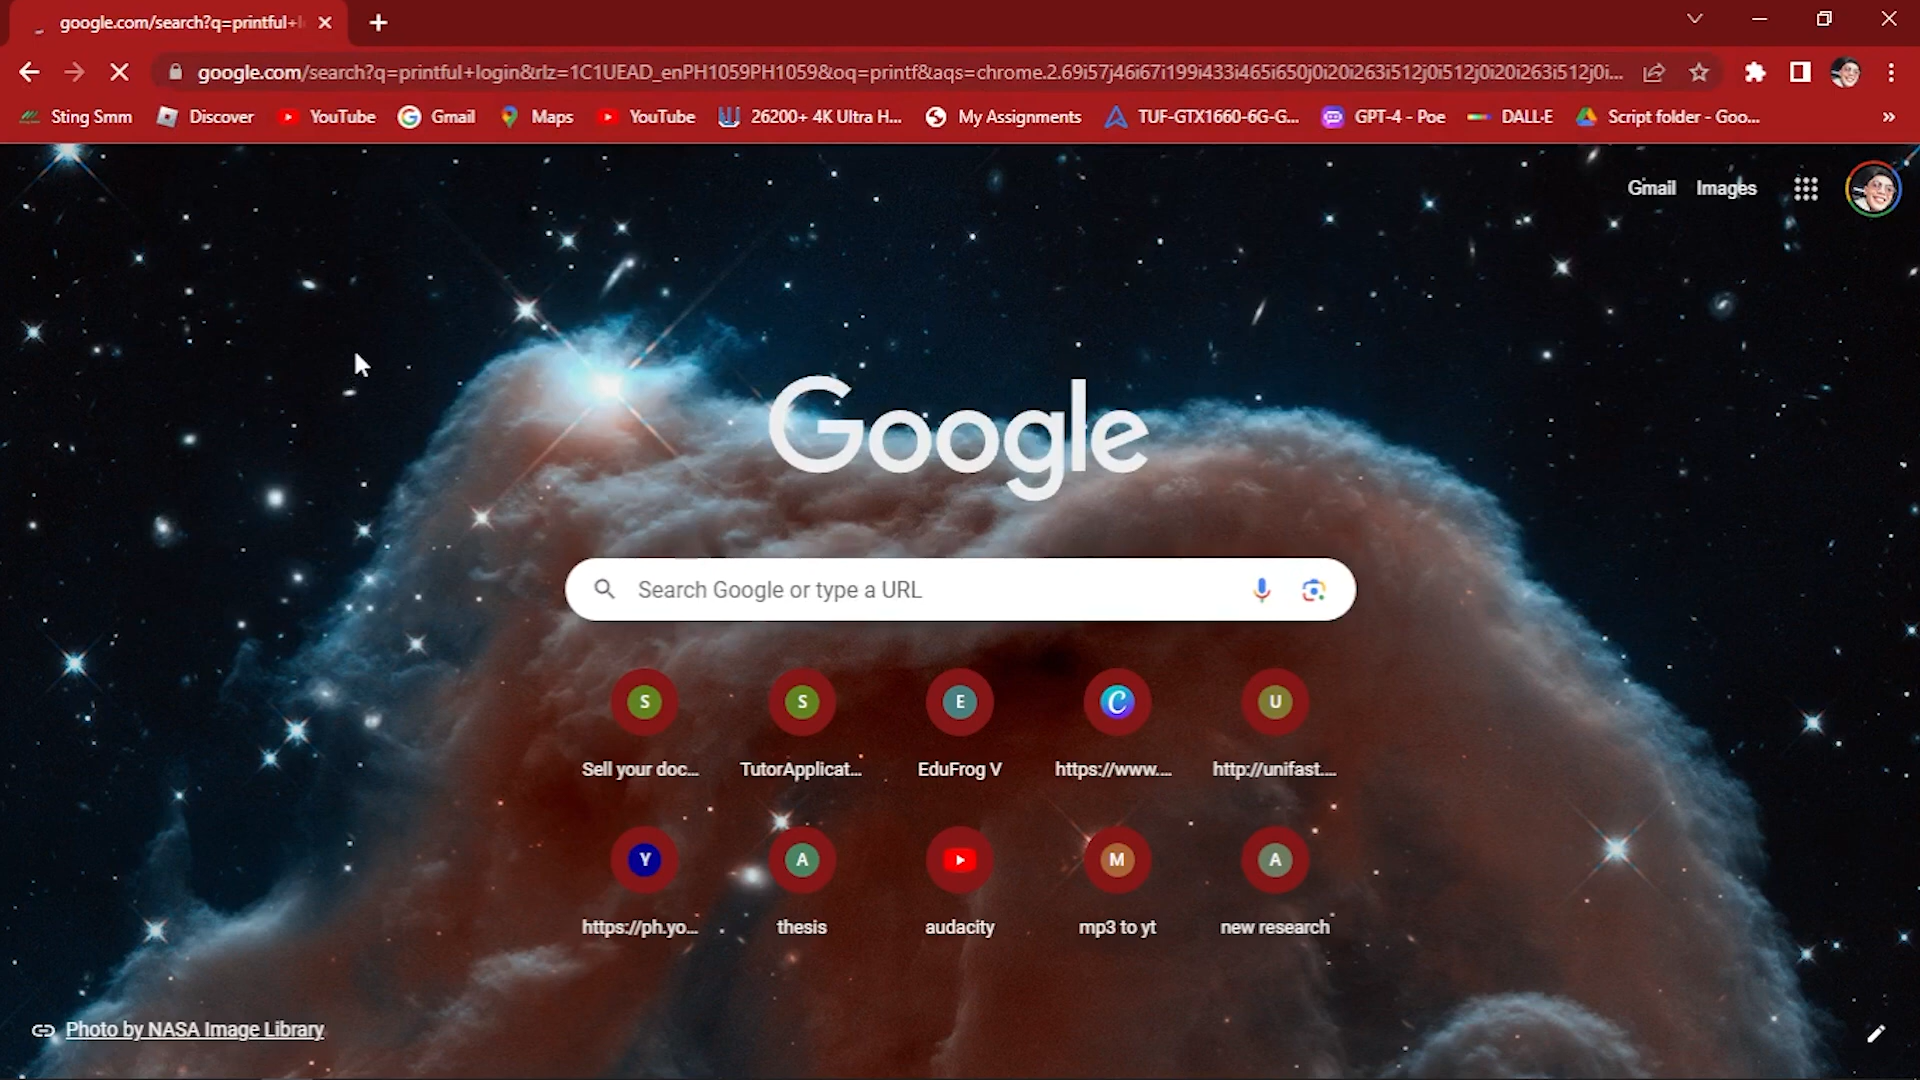 google.com/search?q=printful+l
google.com/search?q=printful+login&rlz=1C1UEAD_enPH1059PH1059&oq=printf&aqs=chrome.2.69i57j46i67i199i433i465i650j0i20i263i512j0i512j0i20i263i512j0i...
Sting Smm Discover YouTube Gmail Maps YouTube 26200+ 4K Ultra H... My Assignments TUF-GTX1660-6G-G... GPT-4 - Poe DALL·E Script folder - Goo... »
Gmail Images
Google
Search Google or type a URL
S S E C U
Sell your doc... TutorApplicat... EduFrog V https://www.... http://unifast....
Y A M A
https://ph.yo... thesis audacity mp3 to yt new research
Photo by NASA Image Library